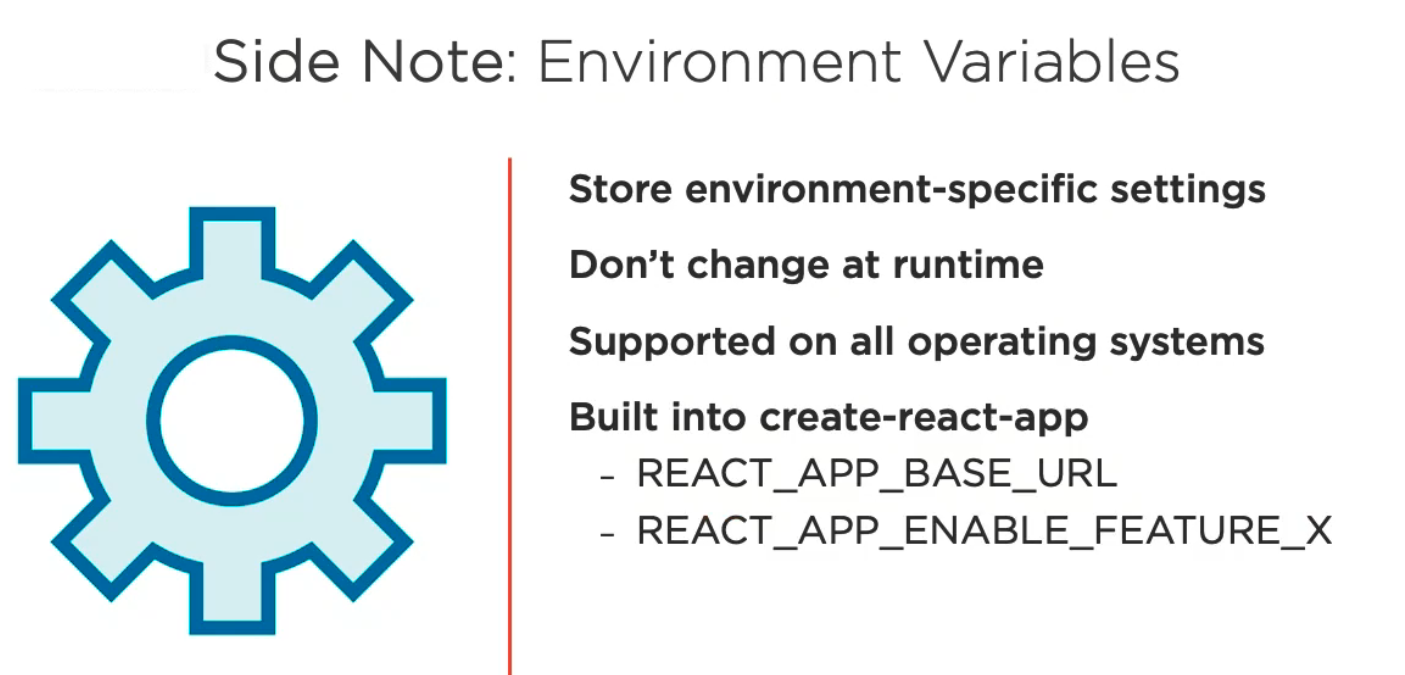 Side Note: Environment Variables
Store environment-specific settings
Don’t change at runtime
Supported on all operating systems
Built into create-react-app
- REACT_APP_BASE_URL
- REACT_APP_ENABLE_FEATURE_X